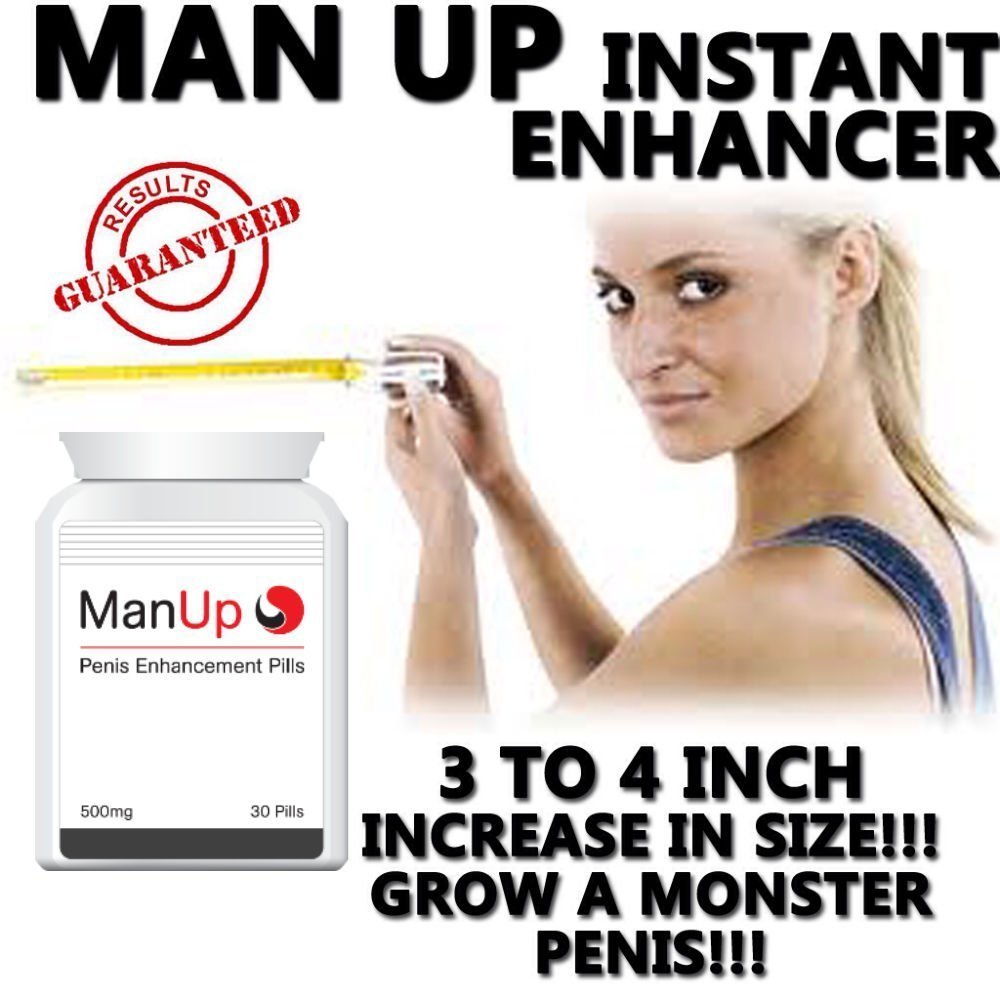 MAN UP INSTANT
ENHANCER
RESULTS
GUARANTEED
ManUp
Penis Enhancement Pills
500mg 30 Pills
3 TO 4 INCH
INCREASE IN SIZE!!!
GROW A MONSTER
PENIS!!!